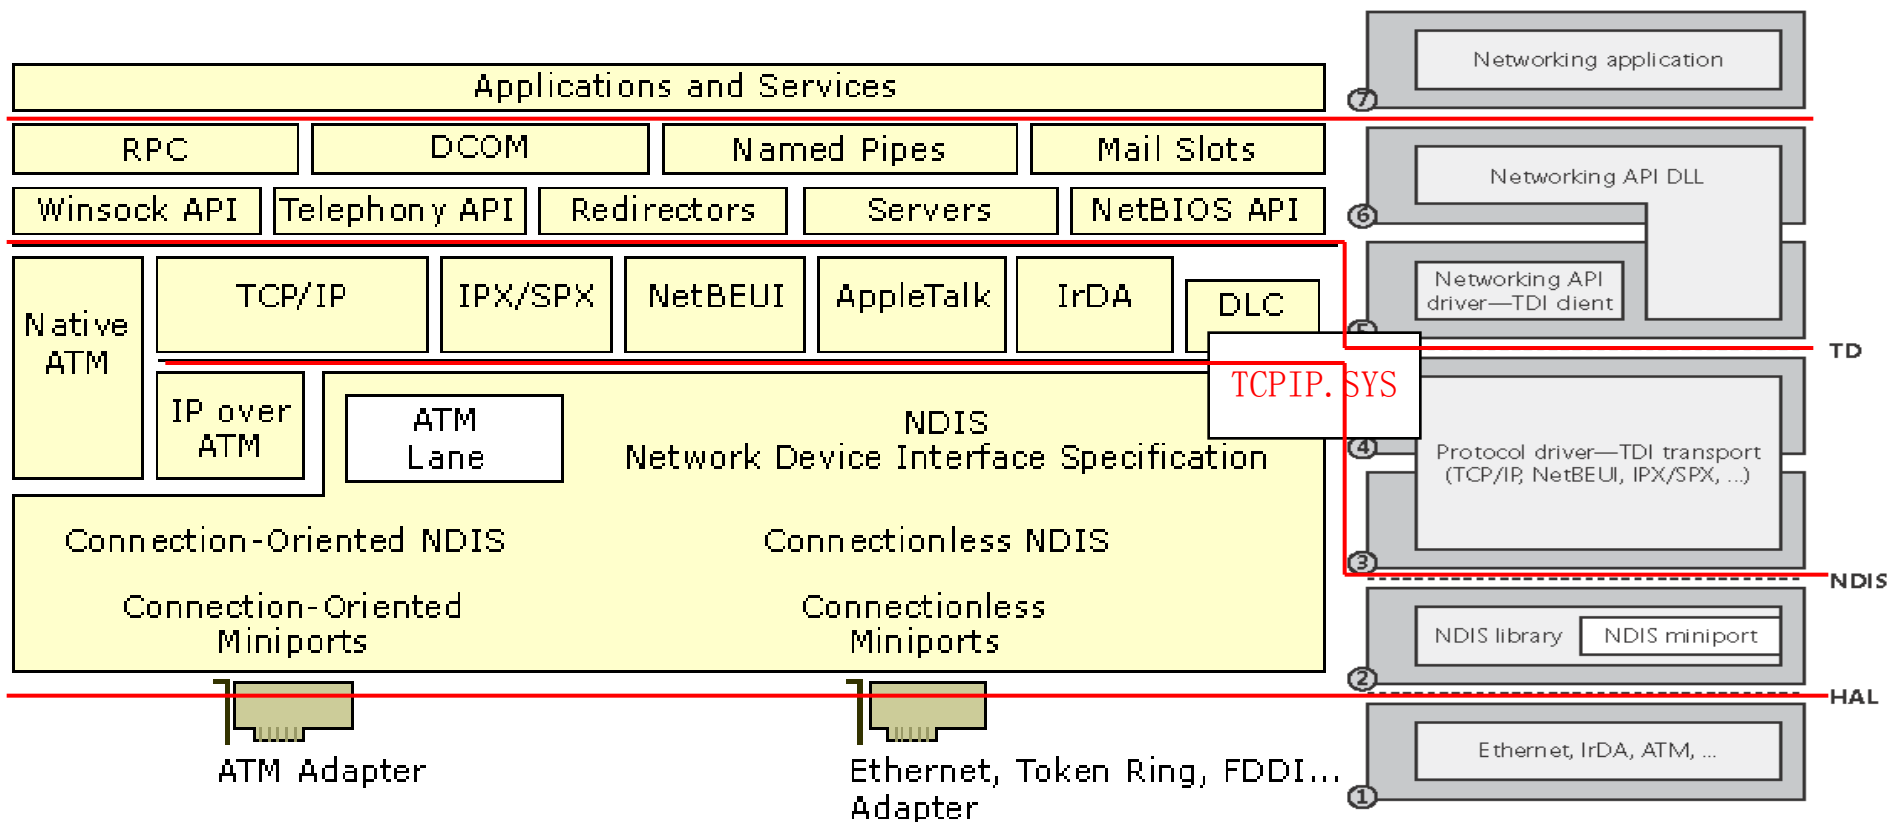 Applications and Services
RPC
DCOM
Named Pipes
Mail Slots
Winsock API
Telephony API
Redirectors
Servers
NetBIOS API
Native
ATM
TCP/IP
IPX/SPX
NetBEUI
AppleTalk
IrDA
DLC
TCPIP.SYS
IP over
ATM
ATM
Lane
NDIS
Network Device Interface Specification
Connection-Oriented NDIS
Connectionless NDIS
Connection-Oriented
Miniports
Connectionless
Miniports
ATM Adapter
Ethernet, Token Ring, FDDI...
Adapter
Networking application
7
Networking API DLL
6
Networking API
driver—TDI client
5
TD
Protocol driver—TDI transport
(TCP/IP, NetBEUI, IPX/SPX, ...)
4
3
NDIS
NDIS library
NDIS miniport
2
HAL
Ethernet, IrDA, ATM, ...
1